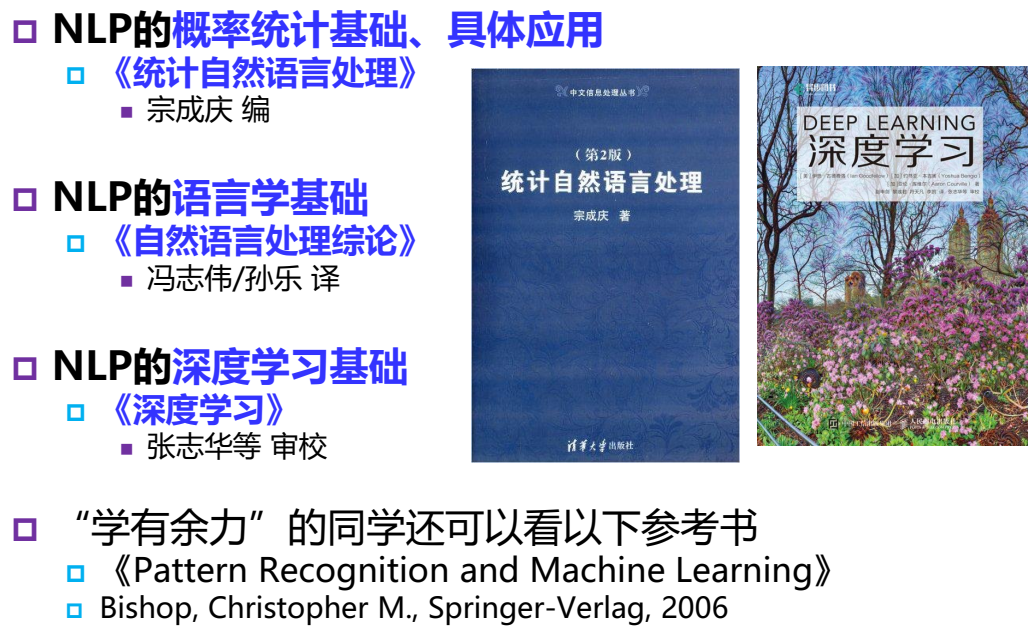 NLP的概率统计基础、具体应用
《统计自然语言处理》
宗成庆 编
NLP的语言学基础
《自然语言处理综论》
冯志伟/孙乐 译
NLP的深度学习基础
《深度学习》
张志华等 审校
“学有余力”的同学还可以看以下参考书
《Pattern Recognition and Machine Learning》
Bishop, Christopher M., Springer-Verlag, 2006
中文信息处理丛书
（第2版）
统计自然语言处理
宗成庆 著
清华大学出版社
DEEP LEARNING
深度学习